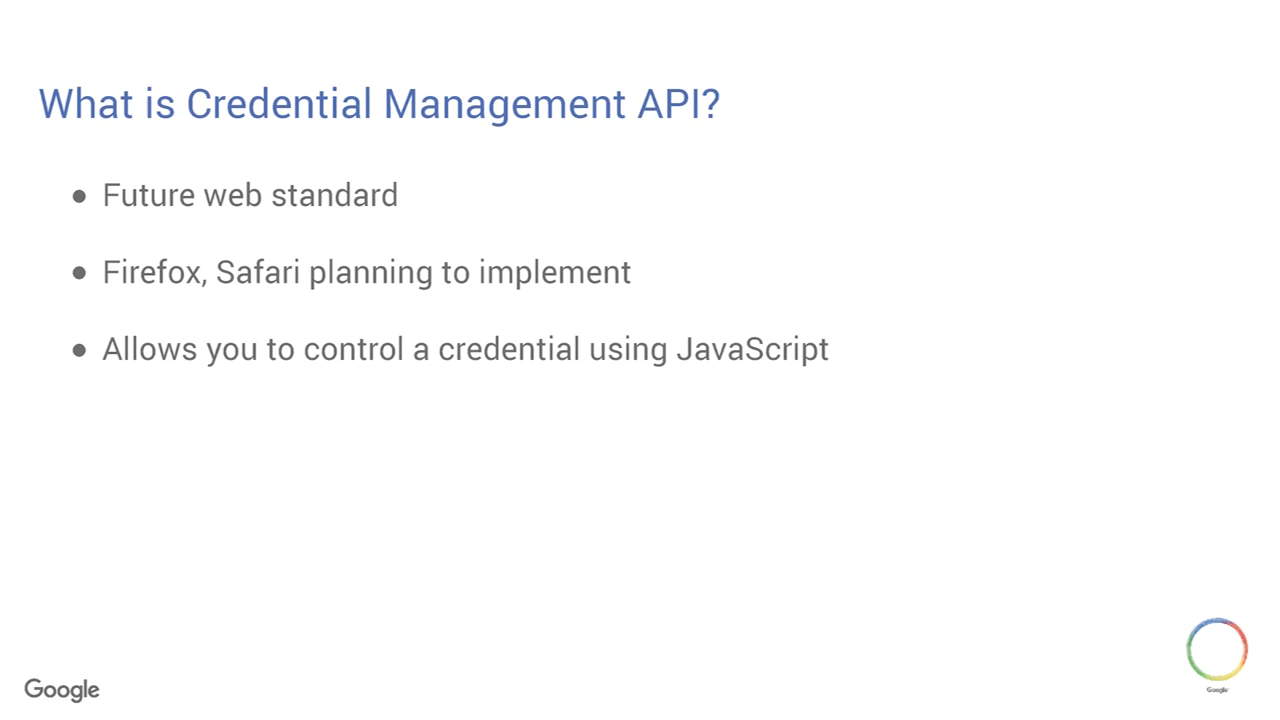 What is Credential Management API?
● Future web standard
● Firefox, Safari planning to implement
● Allows you to control a credential using JavaScript
Google
Google